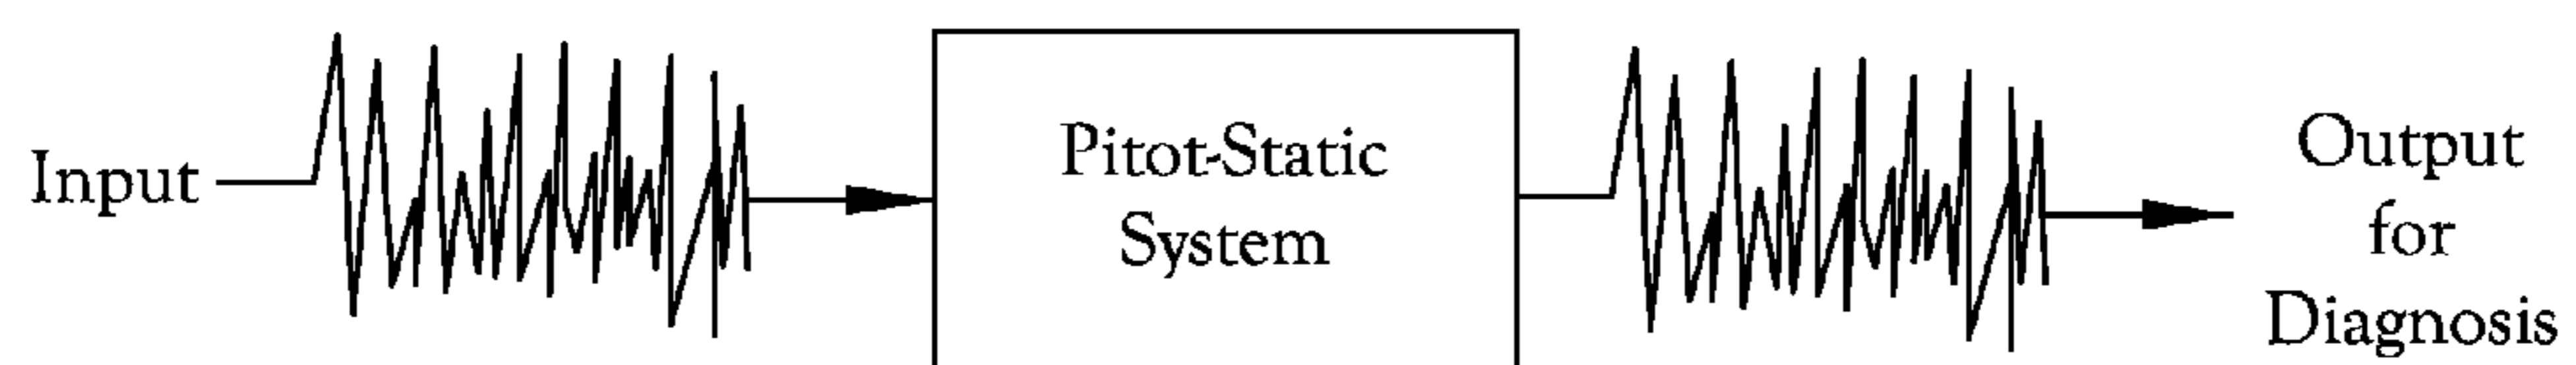 Input
Pitot-Static
System
Output
for
Diagnosis